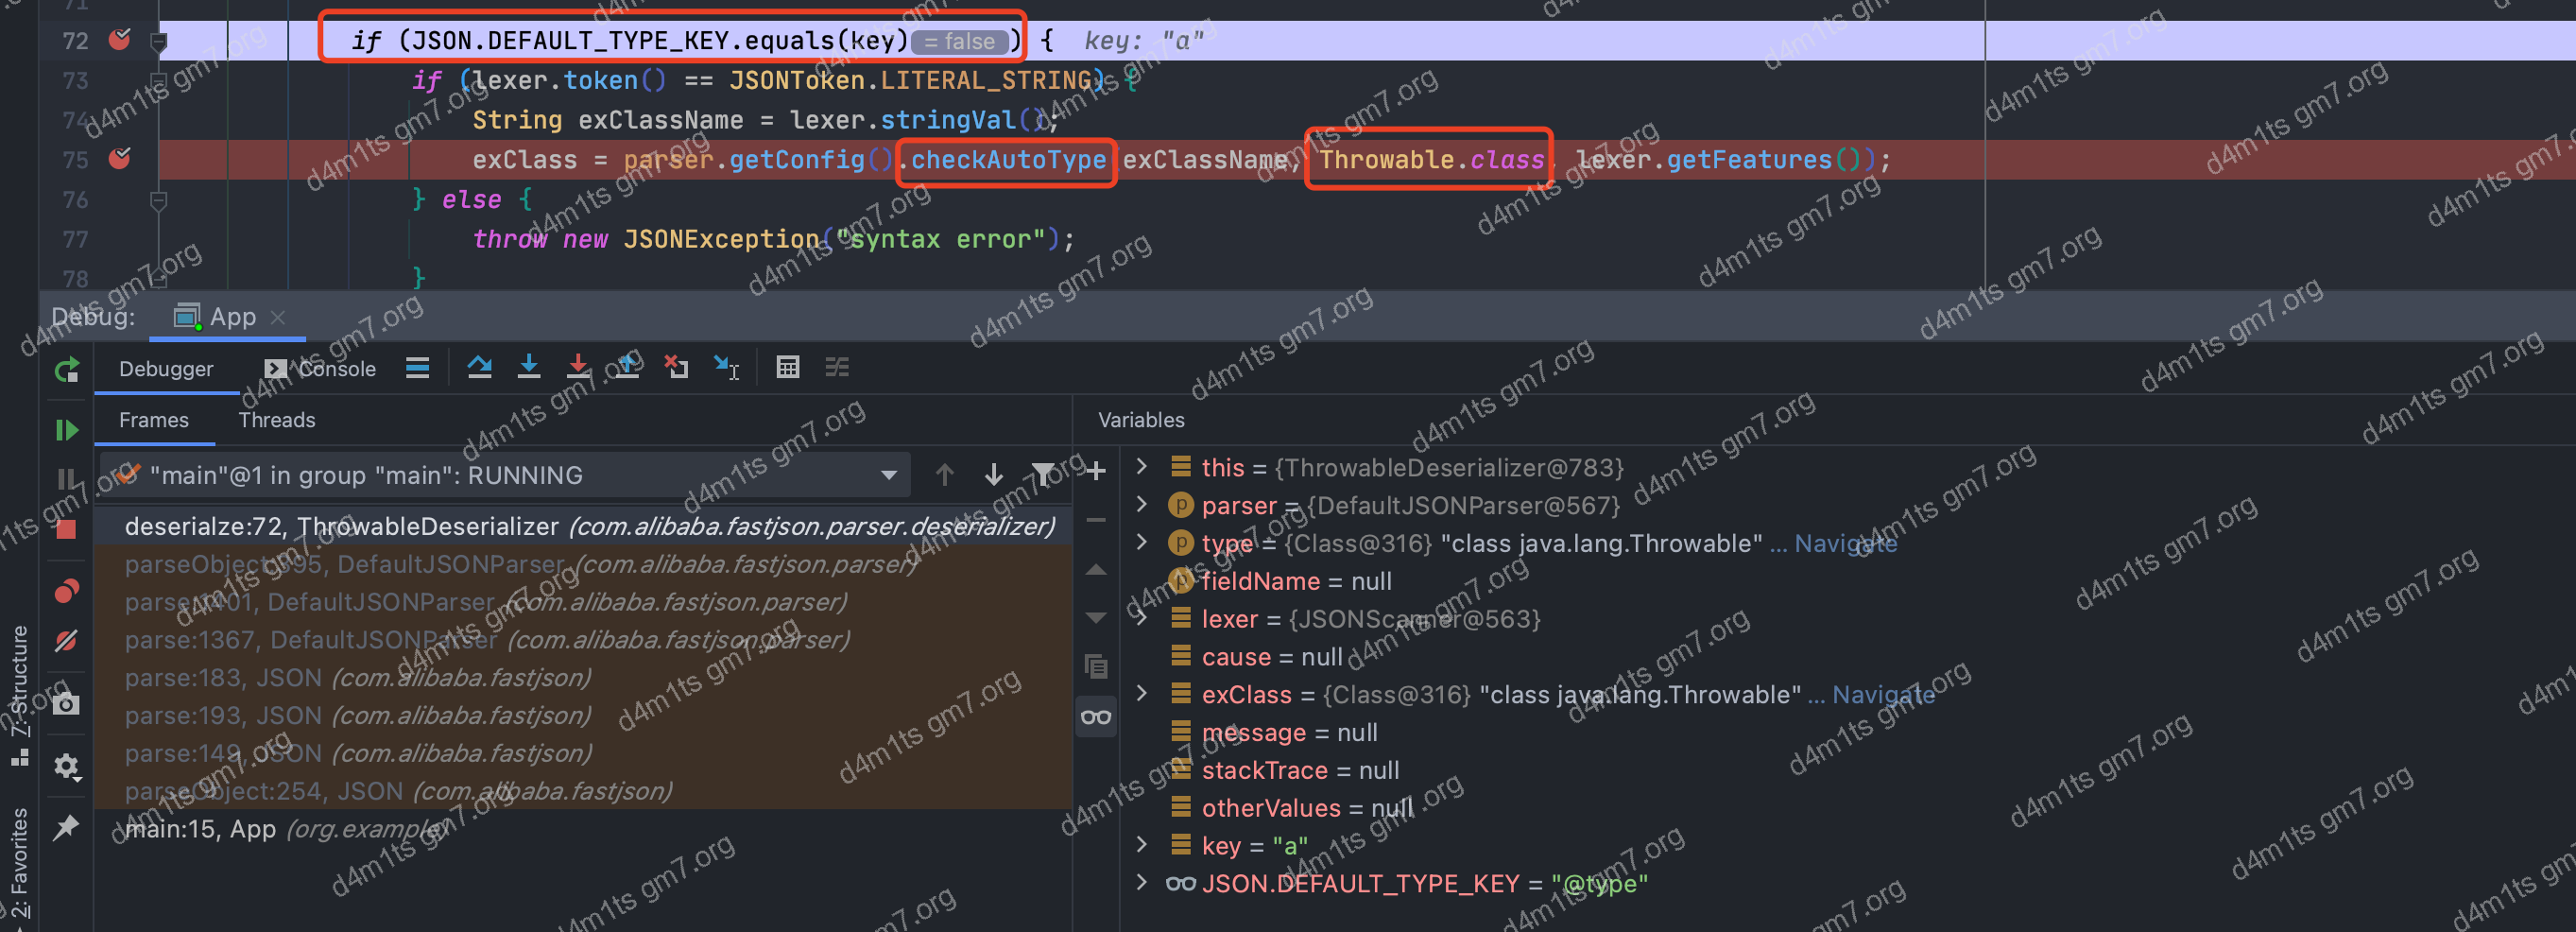 71
72 if (JSON.DEFAULT_TYPE_KEY.equals(key) = false ) { key: "a"
73 if (lexer.token() == JSONToken.LITERAL_STRING) {
74 String exClassName = lexer.stringVal();
75 exClass = parser.getConfig().checkAutoType(exClassName, Throwable.class, lexer.getFeatures());
76 } else {
77 throw new JSONException("syntax error");
78 }
Debug: App
Debugger Console
Frames Threads
Variables
"main"@1 in group "main": RUNNING
deserialze:72, ThrowableDeserializer (com.alibaba.fastjson.parser.deserializer)
parseObject:395, DefaultJSONParser (com.alibaba.fastjson.parser)
parse:1401, DefaultJSONParser (com.alibaba.fastjson.parser)
parse:1367, DefaultJSONParser (com.alibaba.fastjson.parser)
parse:183, JSON (com.alibaba.fastjson)
parse:193, JSON (com.alibaba.fastjson)
parse:149, JSON (com.alibaba.fastjson)
parseObject:254, JSON (com.alibaba.fastjson)
main:15, App (org.example)
this = {ThrowableDeserializer@783}
parser = {DefaultJSONParser@567}
type = {Class@316} "class java.lang.Throwable" ... Navigate
fieldName = null
lexer = {JSONScanner@563}
cause = null
exClass = {Class@316} "class java.lang.Throwable" ... Navigate
message = null
stackTrace = null
otherValues = null
key = "a"
JSON.DEFAULT_TYPE_KEY = "@type"
7: Structure
2: Favorites
d4m1ts gm7.org